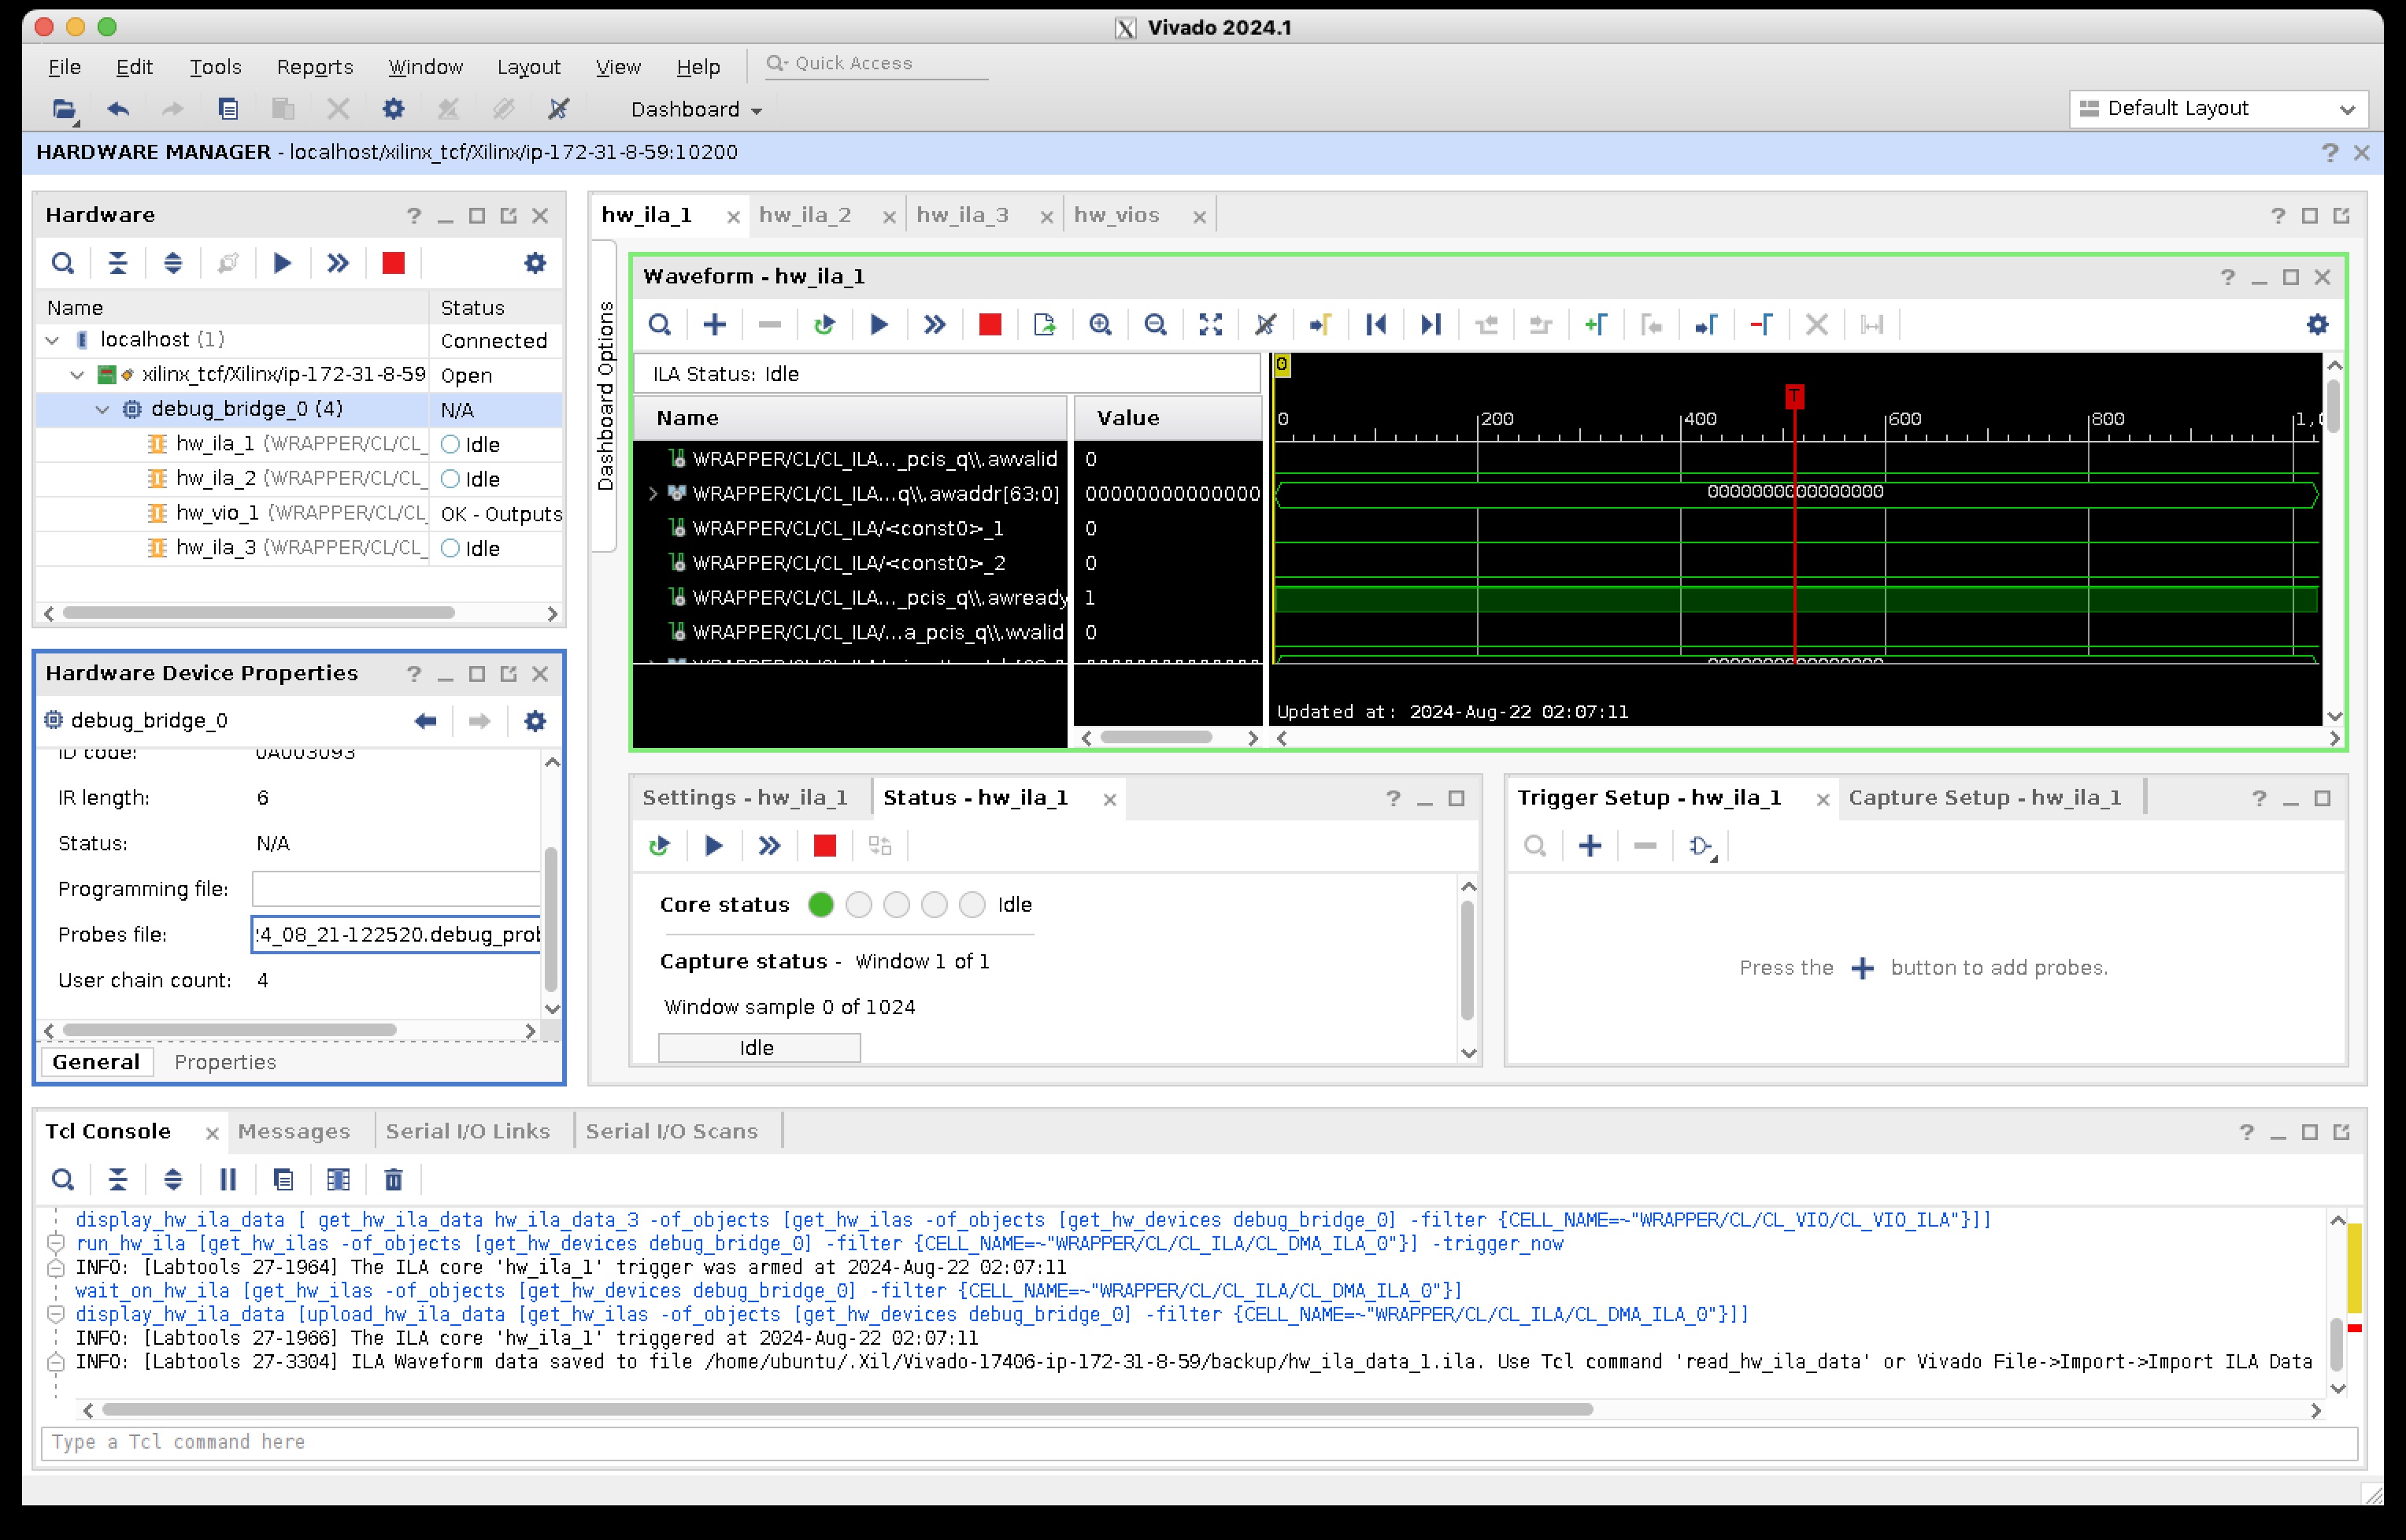 Vivado 2024.1
File Edit Tools Reports Window Layout View Help Quick Access
Dashboard
Default Layout
HARDWARE MANAGER - localhost/xilinx_tcf/Xilinx/ip-172-31-8-59:10200
Hardware
Name Status
localhost (1) Connected
xilinx_tcf/Xilinx/ip-172-31-8-59 Open
debug_bridge_0 (4) N/A
hw_ila_1 (WRAPPER/CL/CL_ Idle
hw_ila_2 (WRAPPER/CL/CL_ Idle
hw_vio_1 (WRAPPER/CL/CL_ OK - Outputs
hw_ila_3 (WRAPPER/CL/CL_ Idle
Hardware Device Properties
debug_bridge_0
ID code: 0A003093
IR length: 6
Status: N/A
Programming file:
Probes file: !4_08_21-122520.debug_prob
User chain count: 4
General Properties
hw_ila_1 hw_ila_2 hw_ila_3 hw_vios
Dashboard Options
Waveform - hw_ila_1
ILA Status: Idle
Name Value
WRAPPER/CL/CL_ILA..._pcis_q\\.awvalid 0
WRAPPER/CL/CL_ILA...q\\.awaddr[63:0] 00000000000000
WRAPPER/CL/CL_ILA/<const0>_1 0
WRAPPER/CL/CL_ILA/<const0>_2 0
WRAPPER/CL/CL_ILA..._pcis_q\\.awready 1
WRAPPER/CL/CL_ILA/...a_pcis_q\\.wvalid 0
0
T
0 200 400 600 800 1,0
0000000000000000
0000000000000000
Updated at: 2024-Aug-22 02:07:11
Settings - hw_ila_1 Status - hw_ila_1
Core status Idle
Capture status - Window 1 of 1
Window sample 0 of 1024
Idle
Trigger Setup - hw_ila_1 Capture Setup - hw_ila_1
Press the + button to add probes.
Tcl Console Messages Serial I/O Links Serial I/O Scans
display_hw_ila_data [ get_hw_ila_data hw_ila_data_3 -of_objects [get_hw_ilas -of_objects [get_hw_devices debug_bridge_0] -filter {CELL_NAME=~"WRAPPER/CL/CL_VIO/CL_VIO_ILA"}]]
run_hw_ila [get_hw_ilas -of_objects [get_hw_devices debug_bridge_0] -filter {CELL_NAME=~"WRAPPER/CL/CL_ILA/CL_DMA_ILA_0"}] -trigger_now
INFO: [Labtools 27-1964] The ILA core 'hw_ila_1' trigger was armed at 2024-Aug-22 02:07:11
wait_on_hw_ila [get_hw_ilas -of_objects [get_hw_devices debug_bridge_0] -filter {CELL_NAME=~"WRAPPER/CL/CL_ILA/CL_DMA_ILA_0"}]
display_hw_ila_data [upload_hw_ila_data [get_hw_ilas -of_objects [get_hw_devices debug_bridge_0] -filter {CELL_NAME=~"WRAPPER/CL/CL_ILA/CL_DMA_ILA_0"}]]
INFO: [Labtools 27-1966] The ILA core 'hw_ila_1' triggered at 2024-Aug-22 02:07:11
INFO: [Labtools 27-3304] ILA Waveform data saved to file /home/ubuntu/.Xil/Vivado-17406-ip-172-31-8-59/backup/hw_ila_data_1.ila. Use Tcl command 'read_hw_ila_data' or Vivado File->Import->Import ILA Data
Type a Tcl command here